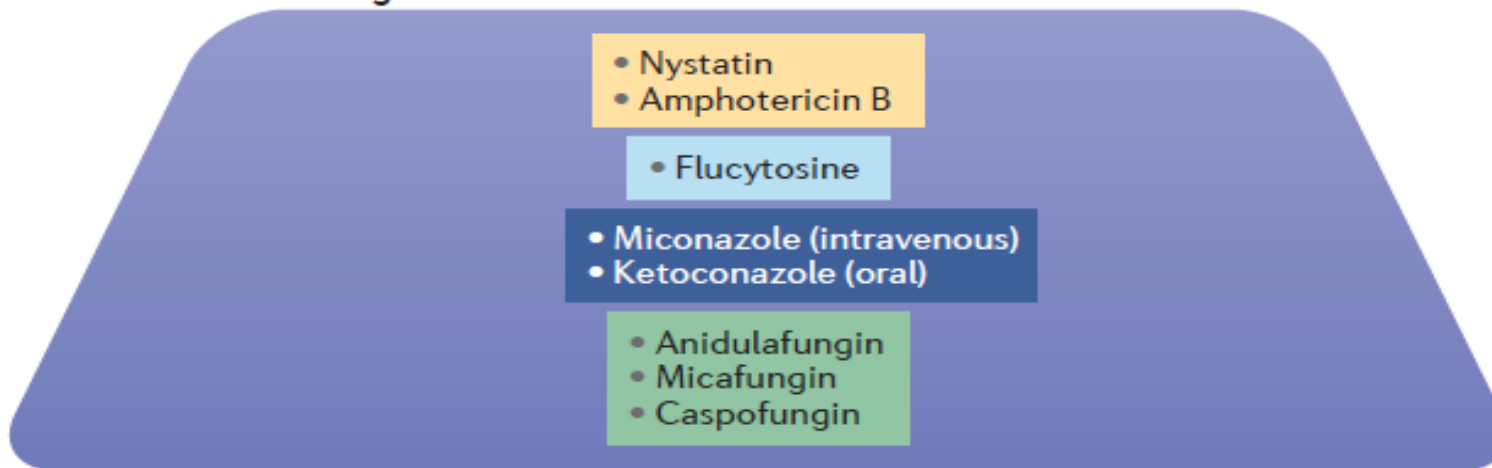 • Nystatin
• Amphotericin B
• Flucytosine
• Miconazole (intravenous)
• Ketoconazole (oral)
• Anidulafungin
• Micafungin
• Caspofungin